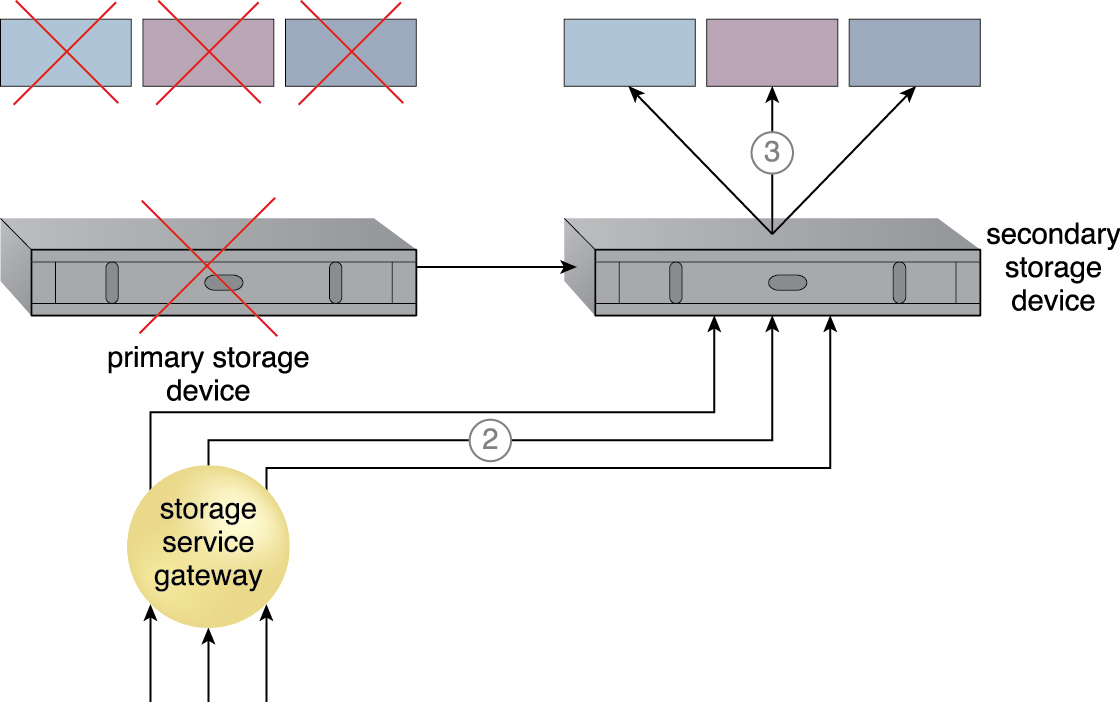 3
secondary
storage
device
primary storage
device
2
storage
service
gateway